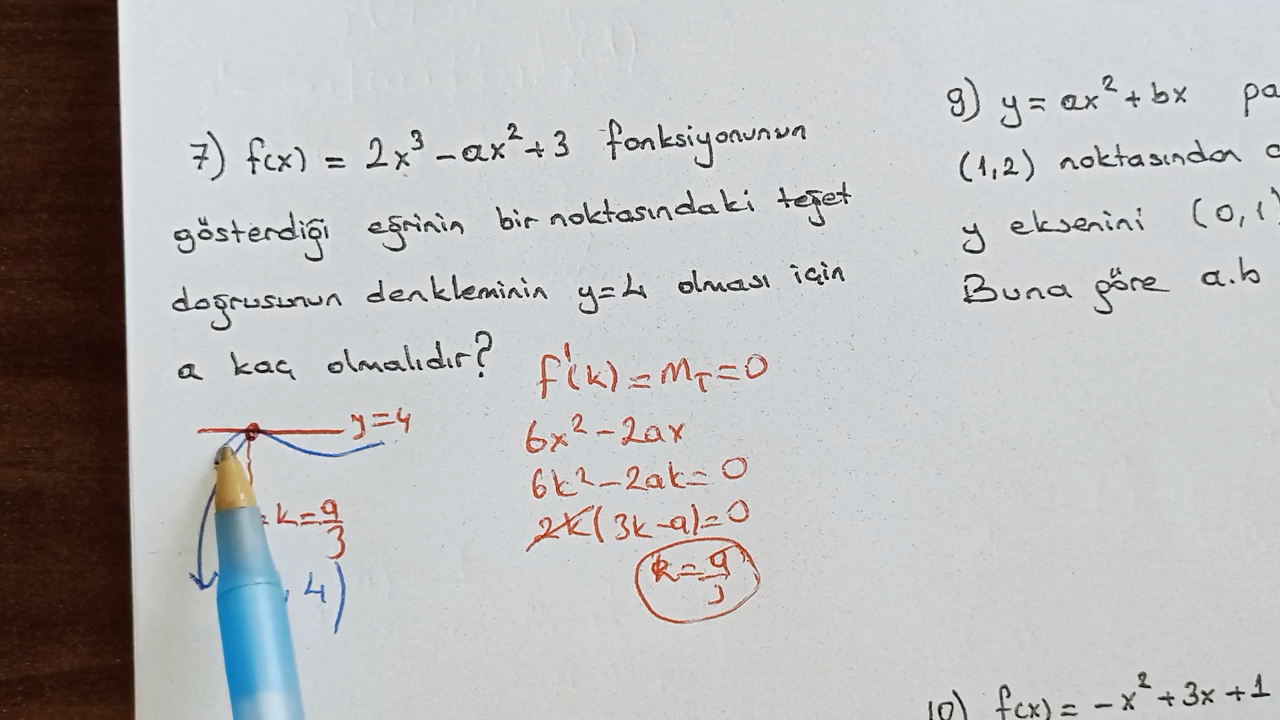 7) f(x) = 2x³ - ax² + 3 fonksiyonunun
gösterdiği eğrinin bir noktasındaki teğet
doğrusunun denkleminin y=4 olması için
a kaç olmalıdır?
y=4
= k = a/3
, 4)
f'(k) = m_T = 0
6x² - 2ax
6k² - 2ak = 0
2k(3k-a) = 0
k = a/3
9) y = ax² + bx
(1,2) noktasından
y eksenini (0,1)
Buna göre a.b
10) f(x) = -x² + 3x + 1